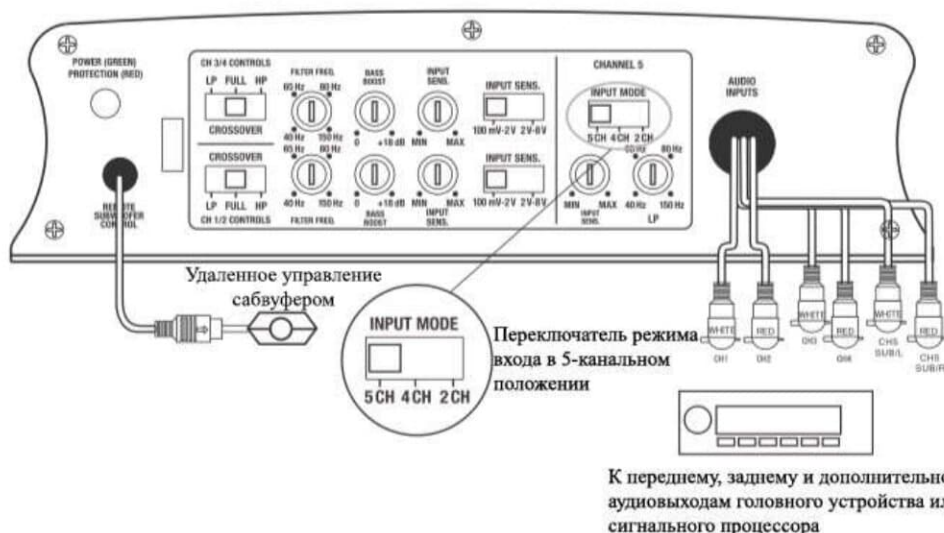 POWER (GREEN)
PROTECTION (RED)
CH 3/4 CONTROLS
LP FULL HP
CROSSOVER
FILTER FREQ.
65 Hz 80 Hz
40 Hz 150 Hz
BASS
BOOST
0 +18 dB
INPUT
SENS.
MIN MAX
INPUT SENS.
100 mV-2V 2V-8V
CROSSOVER
LP FULL HP
CH 1/2 CONTROLS
65 Hz 80 Hz
40 Hz 150 Hz
FILTER FREQ.
0 +18 dB
BASS
BOOST
MIN MAX
INPUT
SENS.
INPUT SENS.
100 mV-2V 2V-8V
CHANNEL 5
INPUT MODE
5CH 4CH 2CH
MIN MAX
INPUT
SENS.
80 Hz
40 Hz 150 Hz
LP
AUDIO
INPUTS
SUBWOOFER
CONTROL
Удаленное управление
сабвуфером
INPUT MODE
5CH 4CH 2CH
Переключатель режима
входа в 5-канальном
положении
WHITE RED WHITE RED WHITE RED
CH1 CH2 CH3 CH4 CH5
SUB/L
CH5
SUB/R
К переднему, заднему и
аудиовыходам головного устройства
сигнального процессора